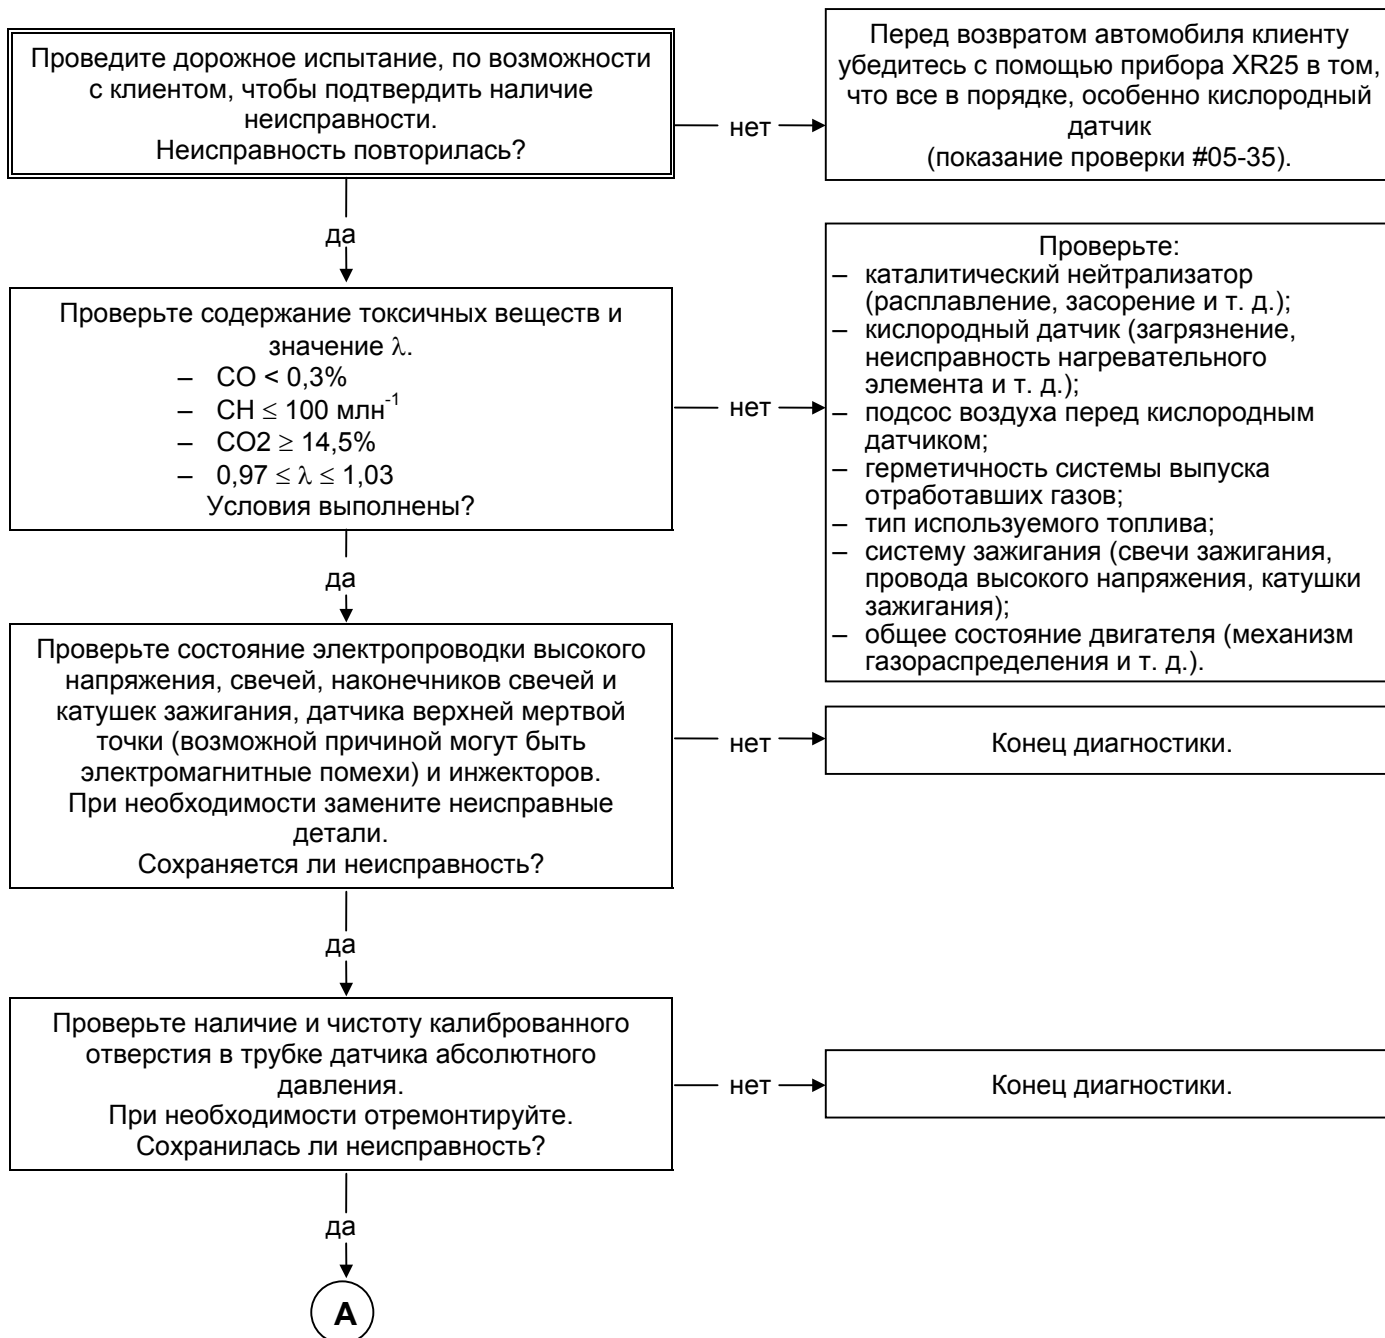 Проведите дорожное испытание, по возможности
с клиентом, чтобы подтвердить наличие
неисправности.
Неисправность повторилась?
нет
Перед возвратом автомобиля клиенту
убедитесь с помощью прибора XR25 в том,
что все в порядке, особенно кислородный
датчик
(показание проверки #05-35).
да
Проверьте содержание токсичных веществ и
значение λ.
– CO < 0,3%
– CH ≤ 100 млн⁻¹
– CO2 ≥ 14,5%
– 0,97 ≤ λ ≤ 1,03
Условия выполнены?
нет
Проверьте:
– каталитический нейтрализатор
(расплавление, засорение и т. д.);
– кислородный датчик (загрязнение,
неисправность нагревательного
элемента и т. д.);
– подсос воздуха перед кислородным
датчиком;
– герметичность системы выпуска
отработавших газов;
– тип используемого топлива;
– систему зажигания (свечи зажигания,
провода высокого напряжения, катушки
зажигания);
– общее состояние двигателя (механизм
газораспределения и т. д.).
да
Проверьте состояние электропроводки высокого
напряжения, свечей, наконечников свечей и
катушек зажигания, датчика верхней мертвой
точки (возможной причиной могут быть
электромагнитные помехи) и инжекторов.
При необходимости замените неисправные
детали.
Сохраняется ли неисправность?
нет
Конец диагностики.
да
Проверьте наличие и чистоту калиброванного
отверстия в трубке датчика абсолютного
давления.
При необходимости отремонтируйте.
Сохранилась ли неисправность?
нет
Конец диагностики.
да
А